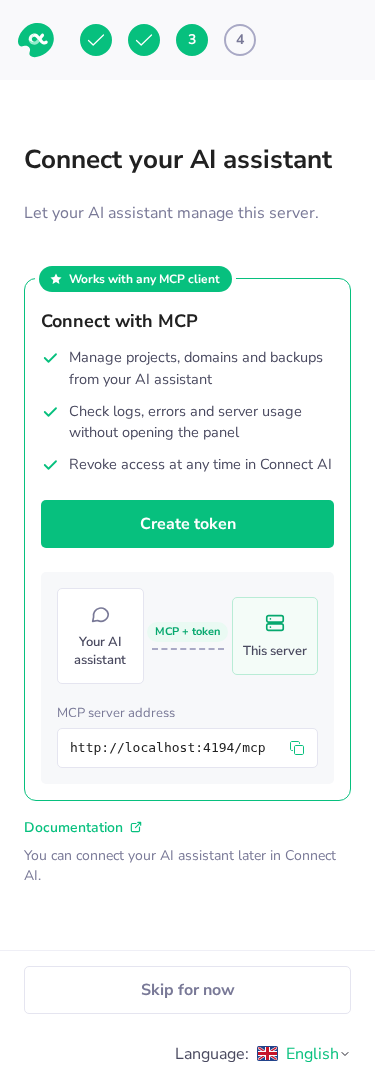 3
4
Connect your AI assistant
Let your AI assistant manage this server.
Works with any MCP client
Connect with MCP
Manage projects, domains and backups
from your AI assistant
Check logs, errors and server usage
without opening the panel
Revoke access at any time in Connect AI
Create token
Your AI
assistant
MCP + token
This server
MCP server address
http://localhost:4194/mcp
Documentation
You can connect your AI assistant later in Connect
AI.
Skip for now
Language: English